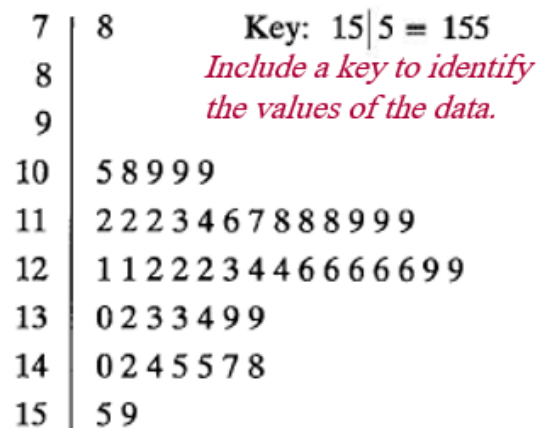 7 | 8 Key: 15|5 = 155
8 | Include a key to identify
the values of the data.
9 |
10 | 5 8 9 9 9
11 | 2 2 2 3 4 6 7 8 8 8 9 9 9
12 | 1 1 2 2 2 3 4 4 6 6 6 6 6 9 9
13 | 0 2 3 3 4 9 9
14 | 0 2 4 5 5 7 8
15 | 5 9